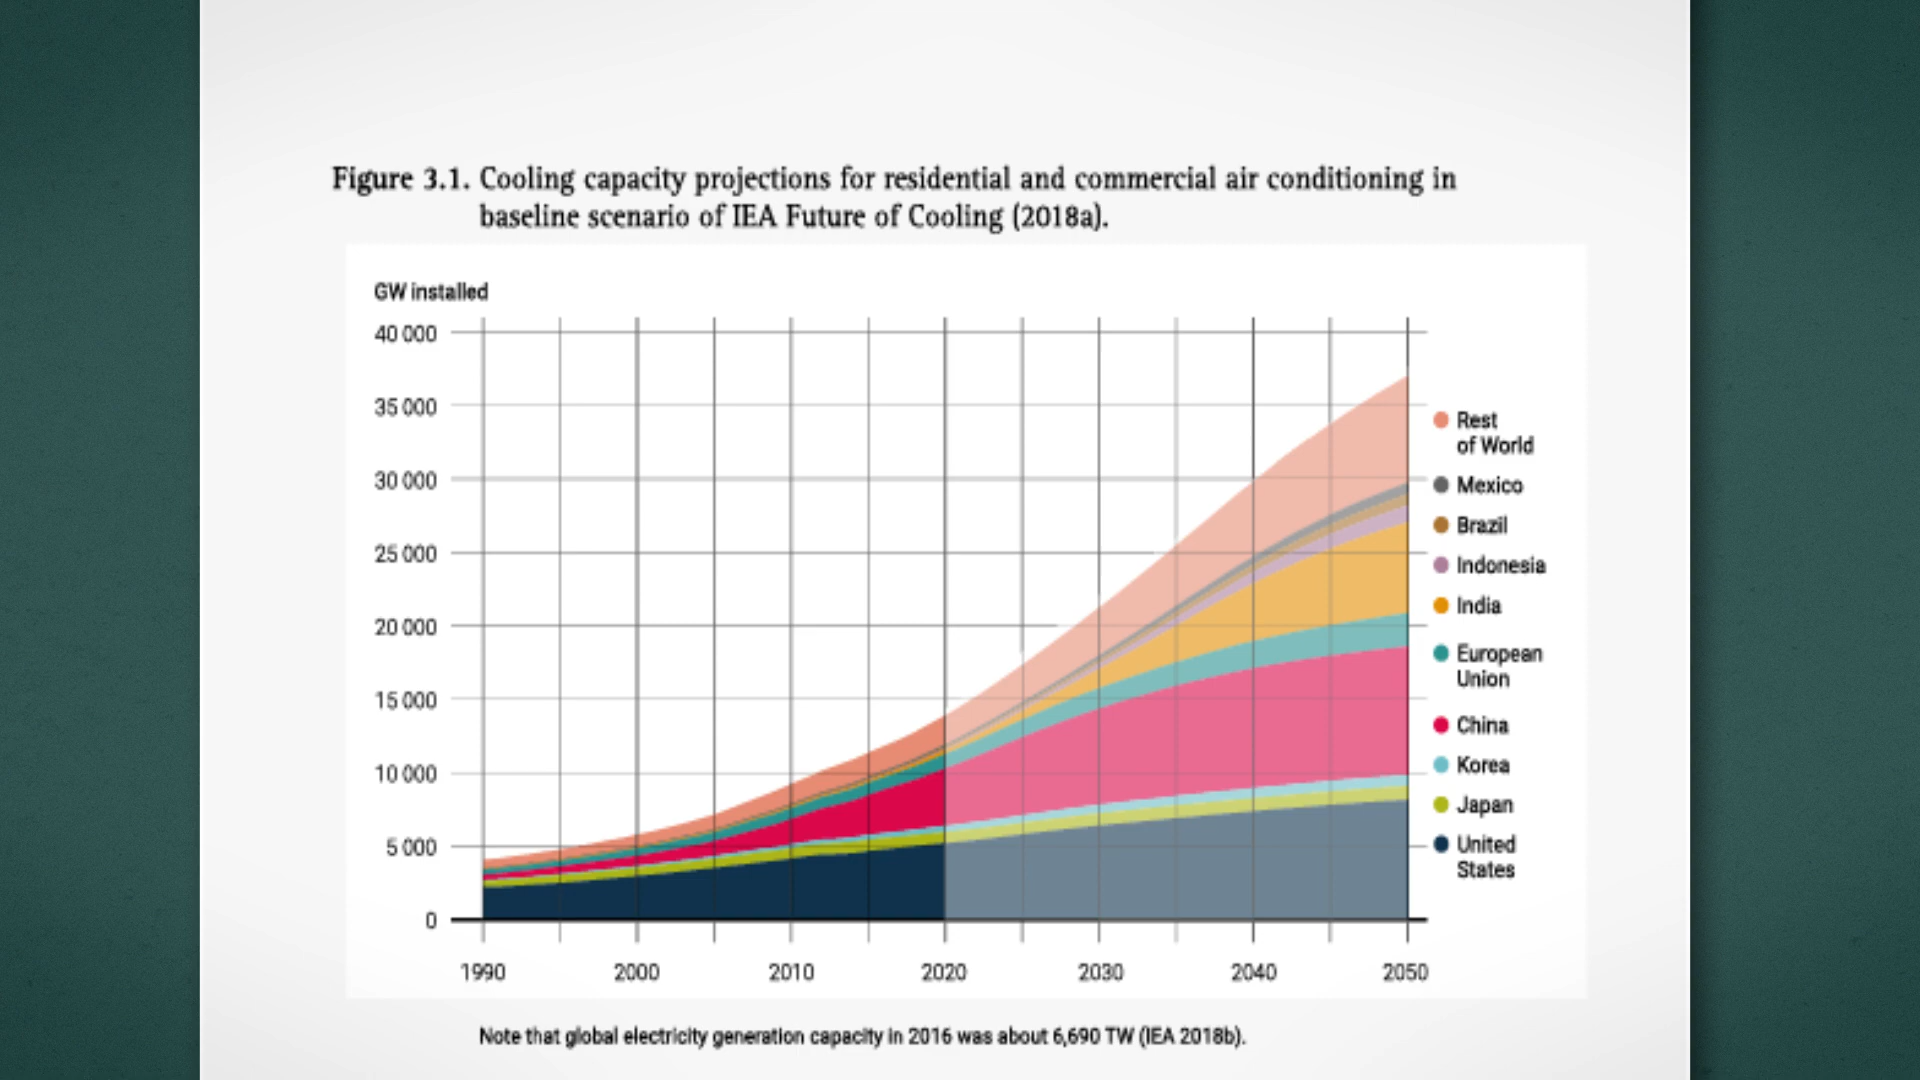 Figure 3.1. Cooling capacity projections for residential and commercial air conditioning in
baseline scenario of IEA Future of Cooling (2018a).
GW installed
40 000
35 000
30 000
25 000
20 000
15 000
10 000
5 000
0
1990 2000 2010 2020 2030 2040 2050
Rest
of World
Mexico
Brazil
Indonesia
India
European
Union
China
Korea
Japan
United
States
Note that global electricity generation capacity in 2016 was about 6,690 TW (IEA 2018b).